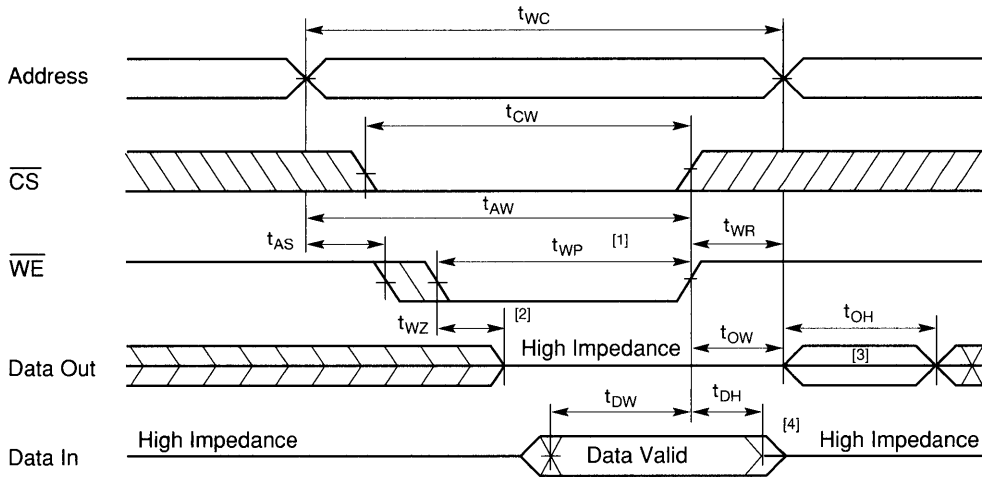 tWC
Address
tCW
CS
tAW
tAS
tWP [1]
tWR
WE
tWZ [2]
tOW
tOH
Data Out
High Impedance
[3]
tDW
tDH
[4]
High Impedance
Data Valid
High Impedance
Data In